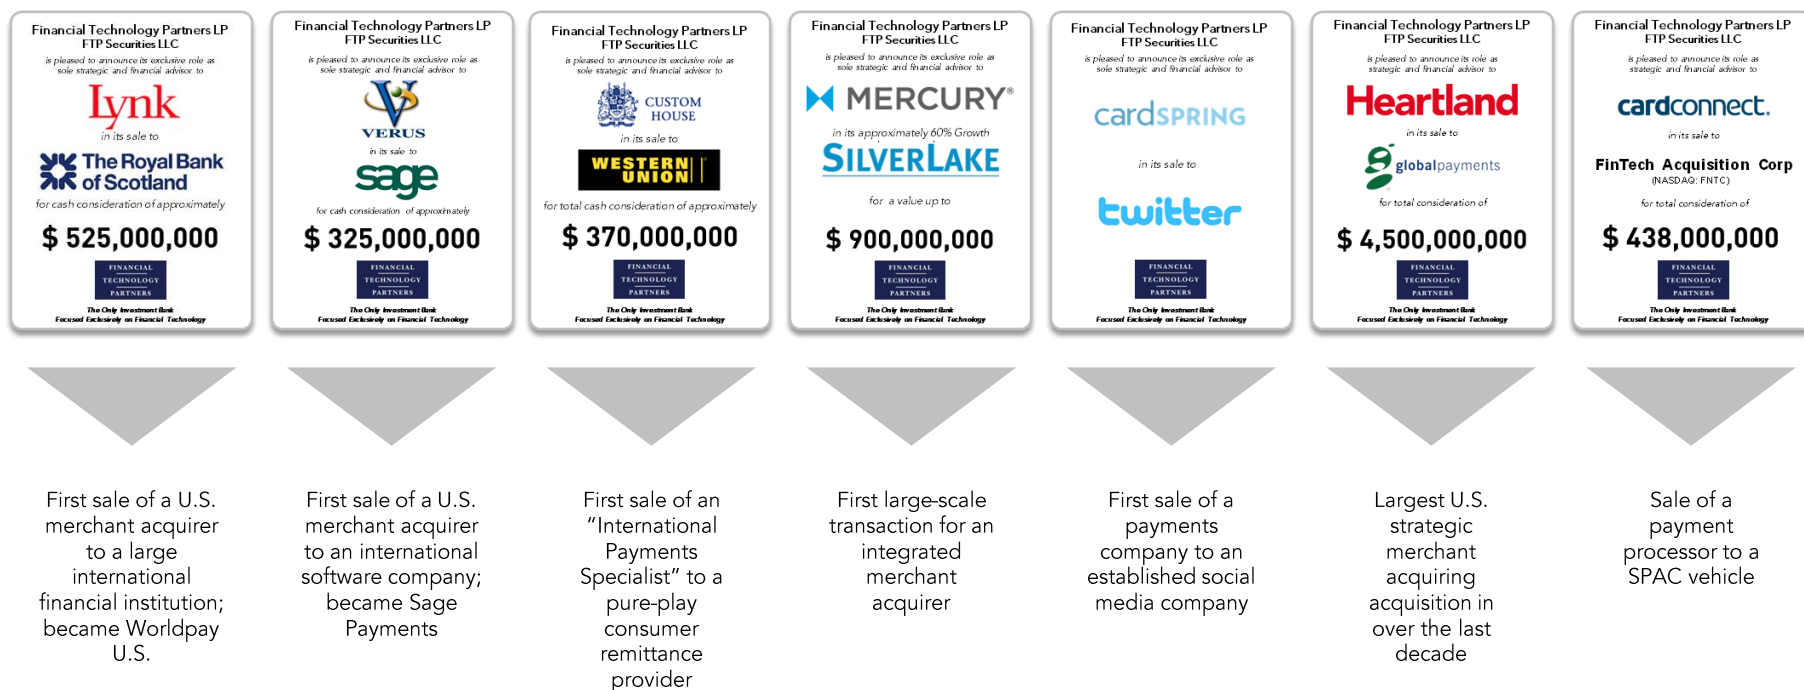 Financial Technology Partners LP
FTP Securities LLC
is pleased to announce its exclusive role as
sole strategic and financial advisor to
Lynk
in its sale to
The Royal Bank
of Scotland
for cash consideration of approximately
$ 525,000,000
FINANCIAL
TECHNOLOGY
PARTNERS
The Only Investment Bank
Focused Exclusively on Financial Technology
First sale of a U.S.
merchant acquirer
to a large
international
financial institution;
became Worldpay
U.S.
Financial Technology Partners LP
FTP Securities LLC
is pleased to announce its exclusive role as
sole strategic and financial advisor to
VERUS
in its sale to
sage
for cash consideration of approximately
$ 325,000,000
FINANCIAL
TECHNOLOGY
PARTNERS
The Only Investment Bank
Focused Exclusively on Financial Technology
First sale of a U.S.
merchant acquirer
to an international
software company;
became Sage
Payments
Financial Technology Partners LP
FTP Securities LLC
is pleased to announce its exclusive role as
sole strategic and financial advisor to
CUSTOM
HOUSE
in its sale to
WESTERN
UNION
for total cash consideration of approximately
$ 370,000,000
FINANCIAL
TECHNOLOGY
PARTNERS
The Only Investment Bank
Focused Exclusively on Financial Technology
First sale of an
“International
Payments
Specialist” to a
pure-play
consumer
remittance
provider
Financial Technology Partners LP
FTP Securities LLC
is pleased to announce its exclusive role as
sole strategic and financial advisor to
MERCURY®
in its approximately 60% Growth
SILVERLAKE
for a value up to
$ 900,000,000
FINANCIAL
TECHNOLOGY
PARTNERS
The Only Investment Bank
Focused Exclusively on Financial Technology
First large-scale
transaction for an
integrated
merchant
acquirer
Financial Technology Partners LP
FTP Securities LLC
is pleased to announce its exclusive role as
sole strategic and financial advisor to
cardSPRING
in its sale to
twitter
FINANCIAL
TECHNOLOGY
PARTNERS
The Only Investment Bank
Focused Exclusively on Financial Technology
First sale of a
payments
company to an
established social
media company
Financial Technology Partners LP
FTP Securities LLC
is pleased to announce its exclusive role as
strategic and financial advisor to
Heartland
in its sale to
globalpayments
for total consideration of
$ 4,500,000,000
FINANCIAL
TECHNOLOGY
PARTNERS
The Only Investment Bank
Focused Exclusively on Financial Technology
Largest U.S.
strategic
merchant
acquiring
acquisition in
over the last
decade
Financial Technology Partners LP
FTP Securities LLC
is pleased to announce its exclusive role as
strategic and financial advisor to
cardconnect.
in its sale to
FinTech Acquisition Corp
(NASDAQ: FNTC)
for total consideration of
$ 438,000,000
FINANCIAL
TECHNOLOGY
PARTNERS
The Only Investment Bank
Focused Exclusively on Financial Technology
Sale of a
payment
processor to a
SPAC vehicle